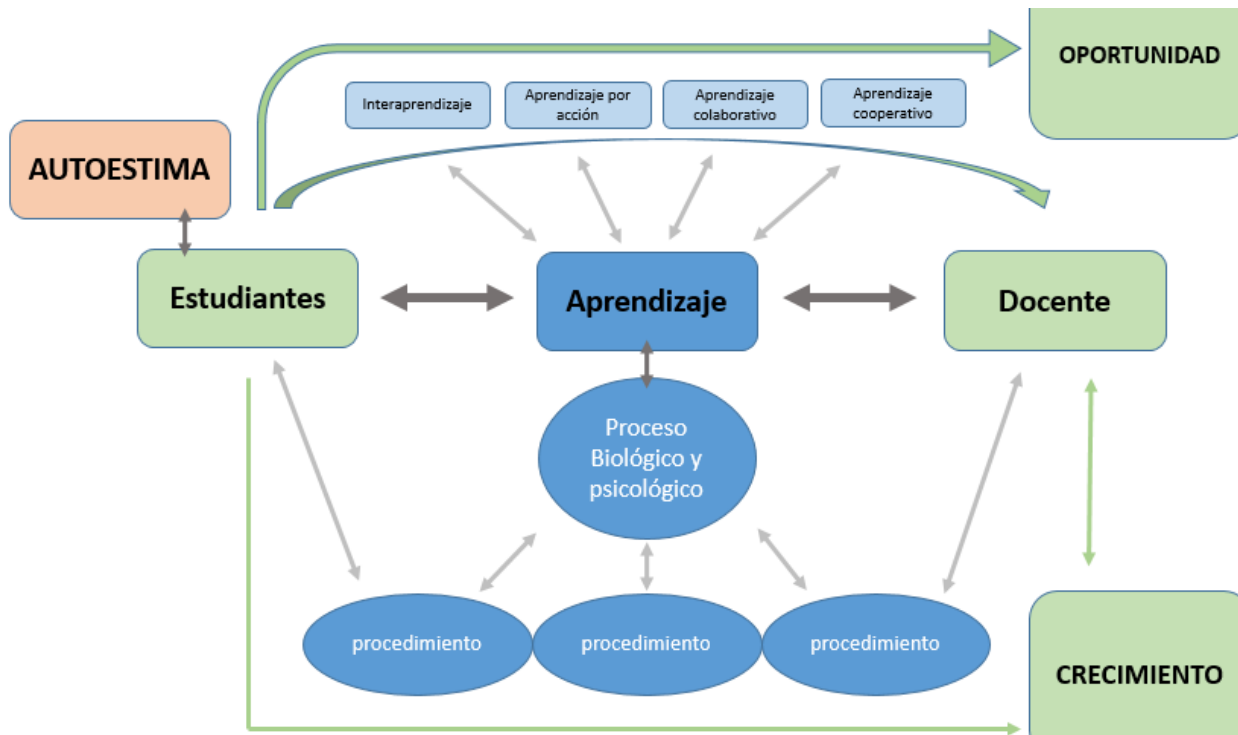 OPORTUNIDAD
Interaprendizaje
Aprendizaje por
acción
Aprendizaje
colaborativo
Aprendizaje
cooperativo
AUTOESTIMA
Estudiantes
Aprendizaje
Docente
Proceso
Biológico y
psicológico
procedimiento
procedimiento
procedimiento
CRECIMIENTO